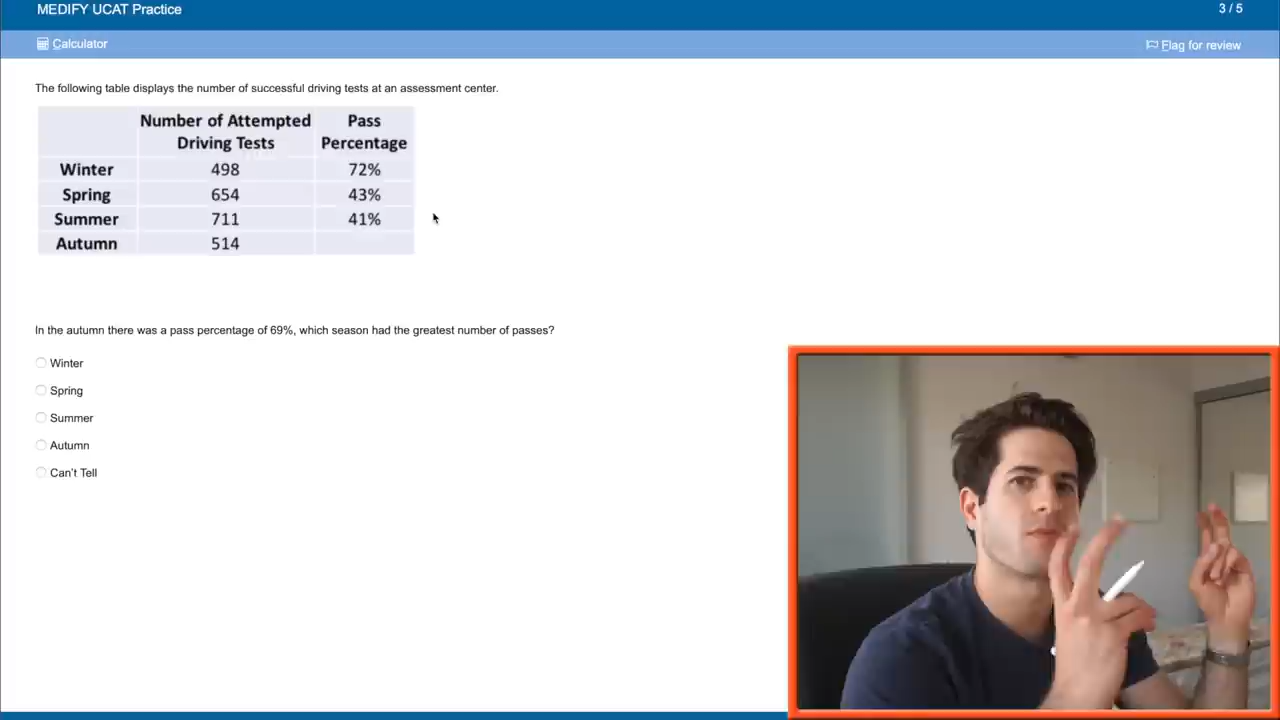 MEDIFY UCAT Practice
3 / 5
Calculator
Flag for review
The following table displays the number of successful driving tests at an assessment center.
Number of Attempted Driving Tests
Pass Percentage
Winter 498 72%
Spring 654 43%
Summer 711 41%
Autumn 514
In the autumn there was a pass percentage of 69%, which season had the greatest number of passes?
Winter
Spring
Summer
Autumn
Can't Tell